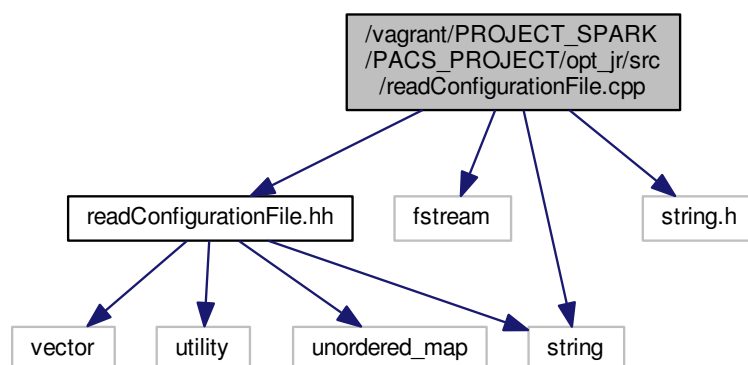 /vagrant/PROJECT_SPARK
/PACS_PROJECT/opt_jr/src
/readConfigurationFile.cpp
readConfigurationFile.hh
fstream
string.h
vector
utility
unordered_map
string